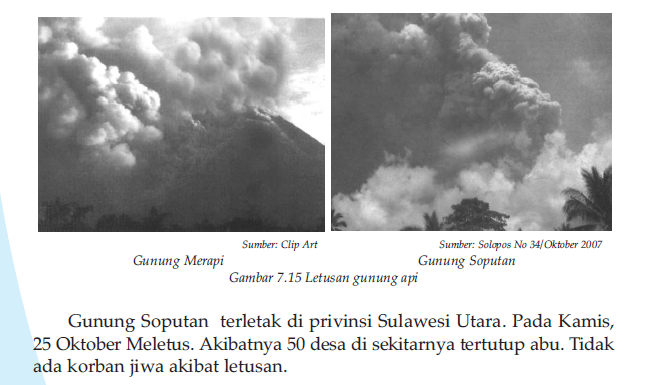 Sumber: Clip Art
Sumber: Solopos No 34/Oktober 2007
Gunung Merapi
Gunung Soputan
Gambar 7.15 Letusan gunung api
Gunung Soputan terletak di privinsi Sulawesi Utara. Pada Kamis,
25 Oktober Meletus. Akibatnya 50 desa di sekitarnya tertutup abu. Tidak
ada korban jiwa akibat letusan.